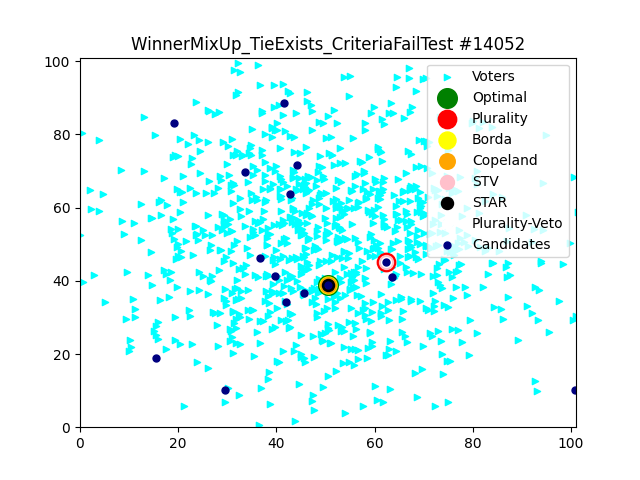 WinnerMixUp_TieExists_CriteriaFailTest #14052
Voters
Optimal
Plurality
Borda
Copeland
STV
STAR
Plurality-Veto
Candidates
100
80
60
40
20
0
0 20 40 60 80 100